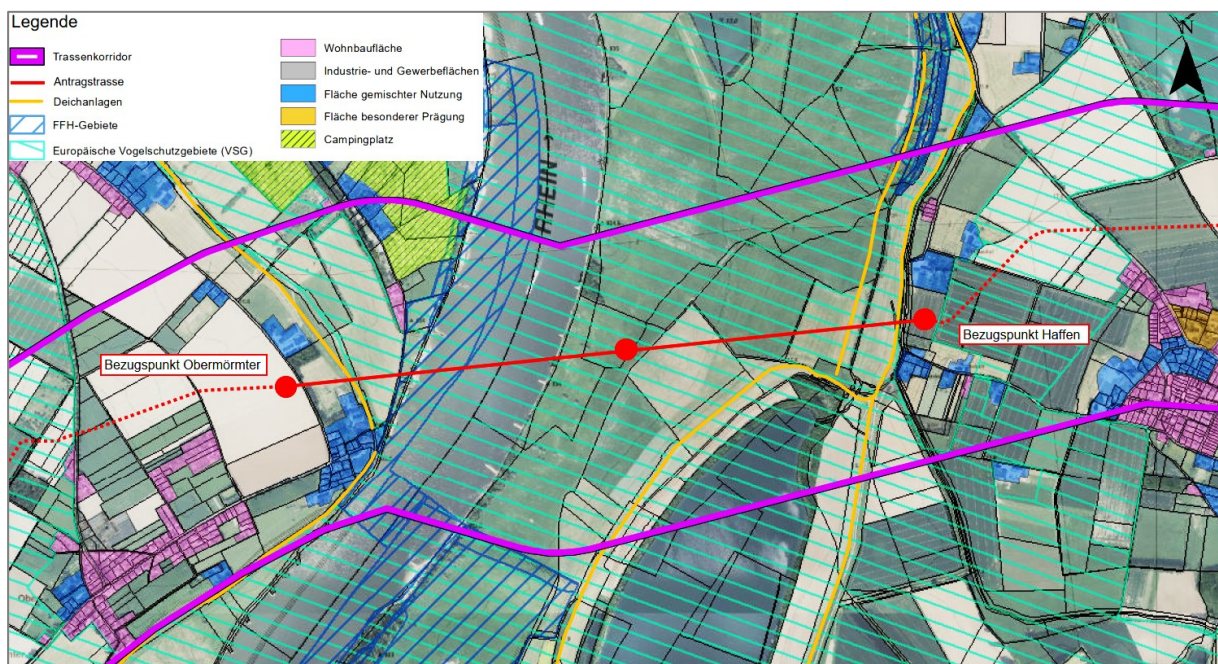 Legende
Trassenkorridor
Antragstrasse
Deichanlagen
FFH-Gebiete
Europäische Vogelschutzgebiete (VSG)
Wohnbaufläche
Industrie- und Gewerbeflächen
Fläche gemischter Nutzung
Fläche besonderer Prägung
Campingplatz
N
RHEIN
Bezugspunkt Haffen
Bezugspunkt Obermörmter